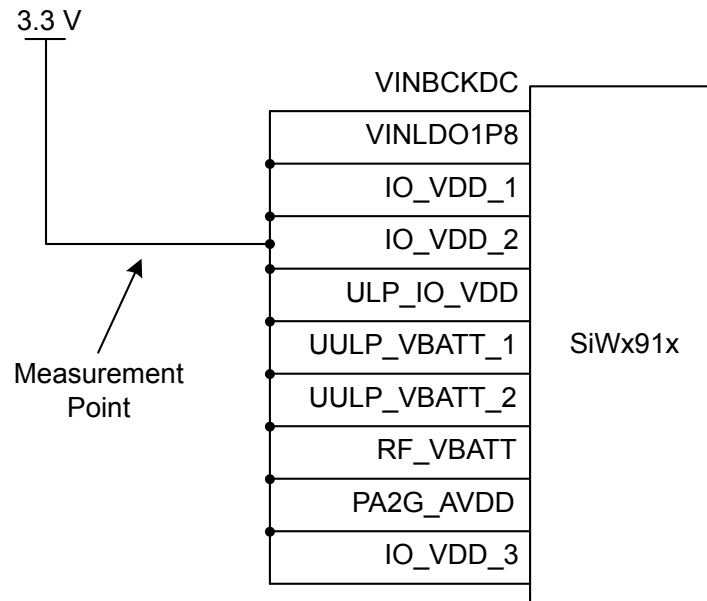 3.3 V
VINBCKDC
VINLDO1P8
IO_VDD_1
IO_VDD_2
ULP_IO_VDD
UULP_VBATT_1
SiWx91x
Measurement
Point
UULP_VBATT_2
RF_VBATT
PA2G_AVDD
IO_VDD_3